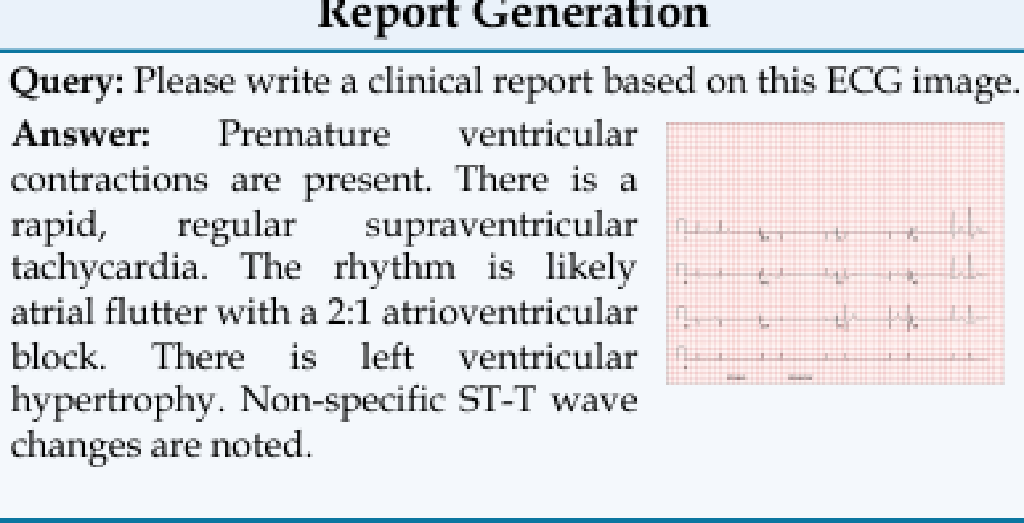 Report Generation
Query: Please write a clinical report based on this ECG image.
Answer: Premature ventricular
contractions are present. There is a
rapid, regular supraventricular
tachycardia. The rhythm is likely
atrial flutter with a 2:1 atrioventricular
block. There is left ventricular
hypertrophy. Non-specific ST-T wave
changes are noted.